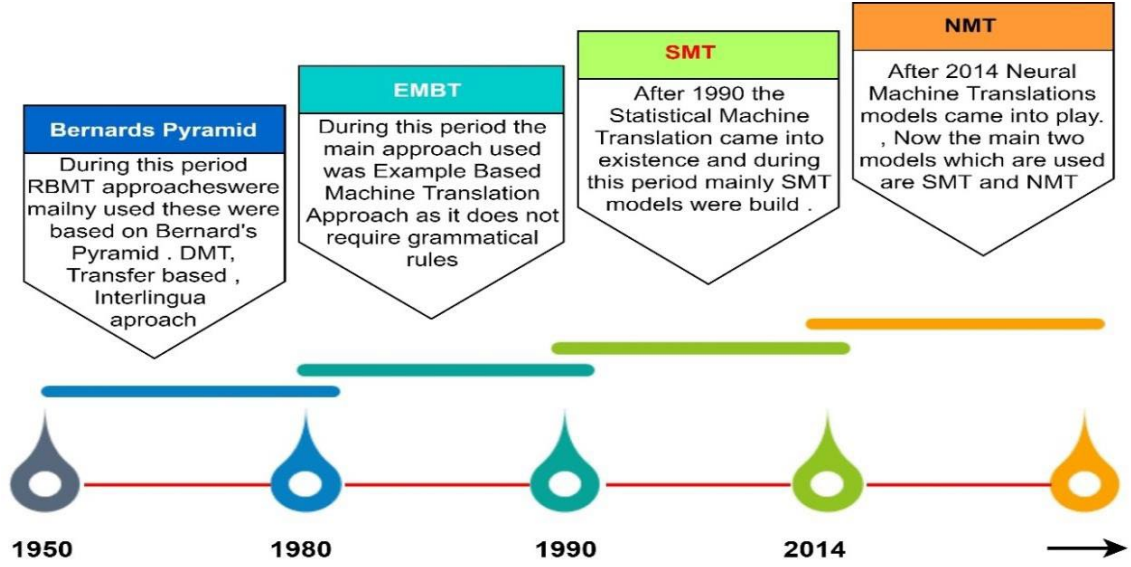 Bernards Pyramid
During this period
RBMT approacheswere
mailny used these were
based on Bernard's
Pyramid . DMT,
Transfer based ,
Interlingua
aproach
EMBT
During this period the
main approach used
was Example Based
Machine Translation
Approach as it does not
require grammatical
rules
SMT
After 1990 the
Statistical Machine
Translation came into
existence and during
this period mainly SMT
models were build .
NMT
After 2014 Neural
Machine Translations
models came into play.
, Now the main two
models which are used
are SMT and NMT
1950
1980
1990
2014